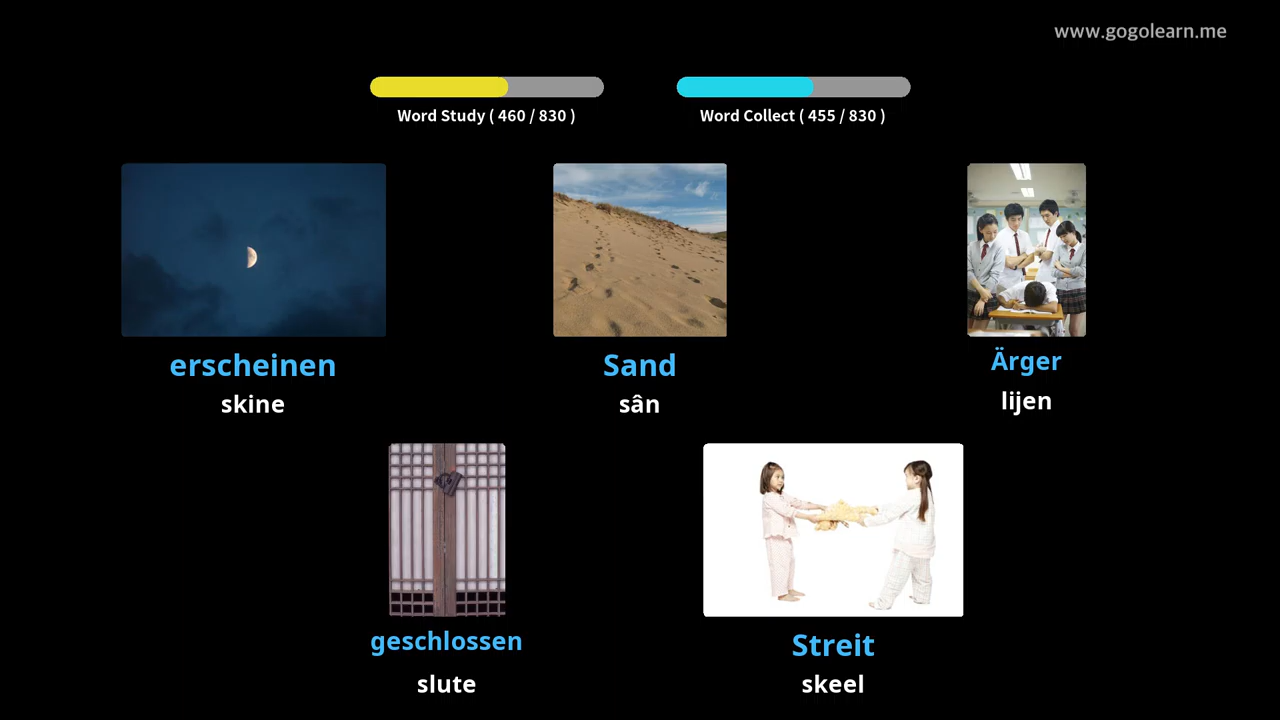 www.gogolearn.me
Word Study ( 460 / 830 )
Word Collect ( 455 / 830 )
erscheinen
skine
Sand
sân
Ärger
lijen
geschlossen
slute
Streit
skeel